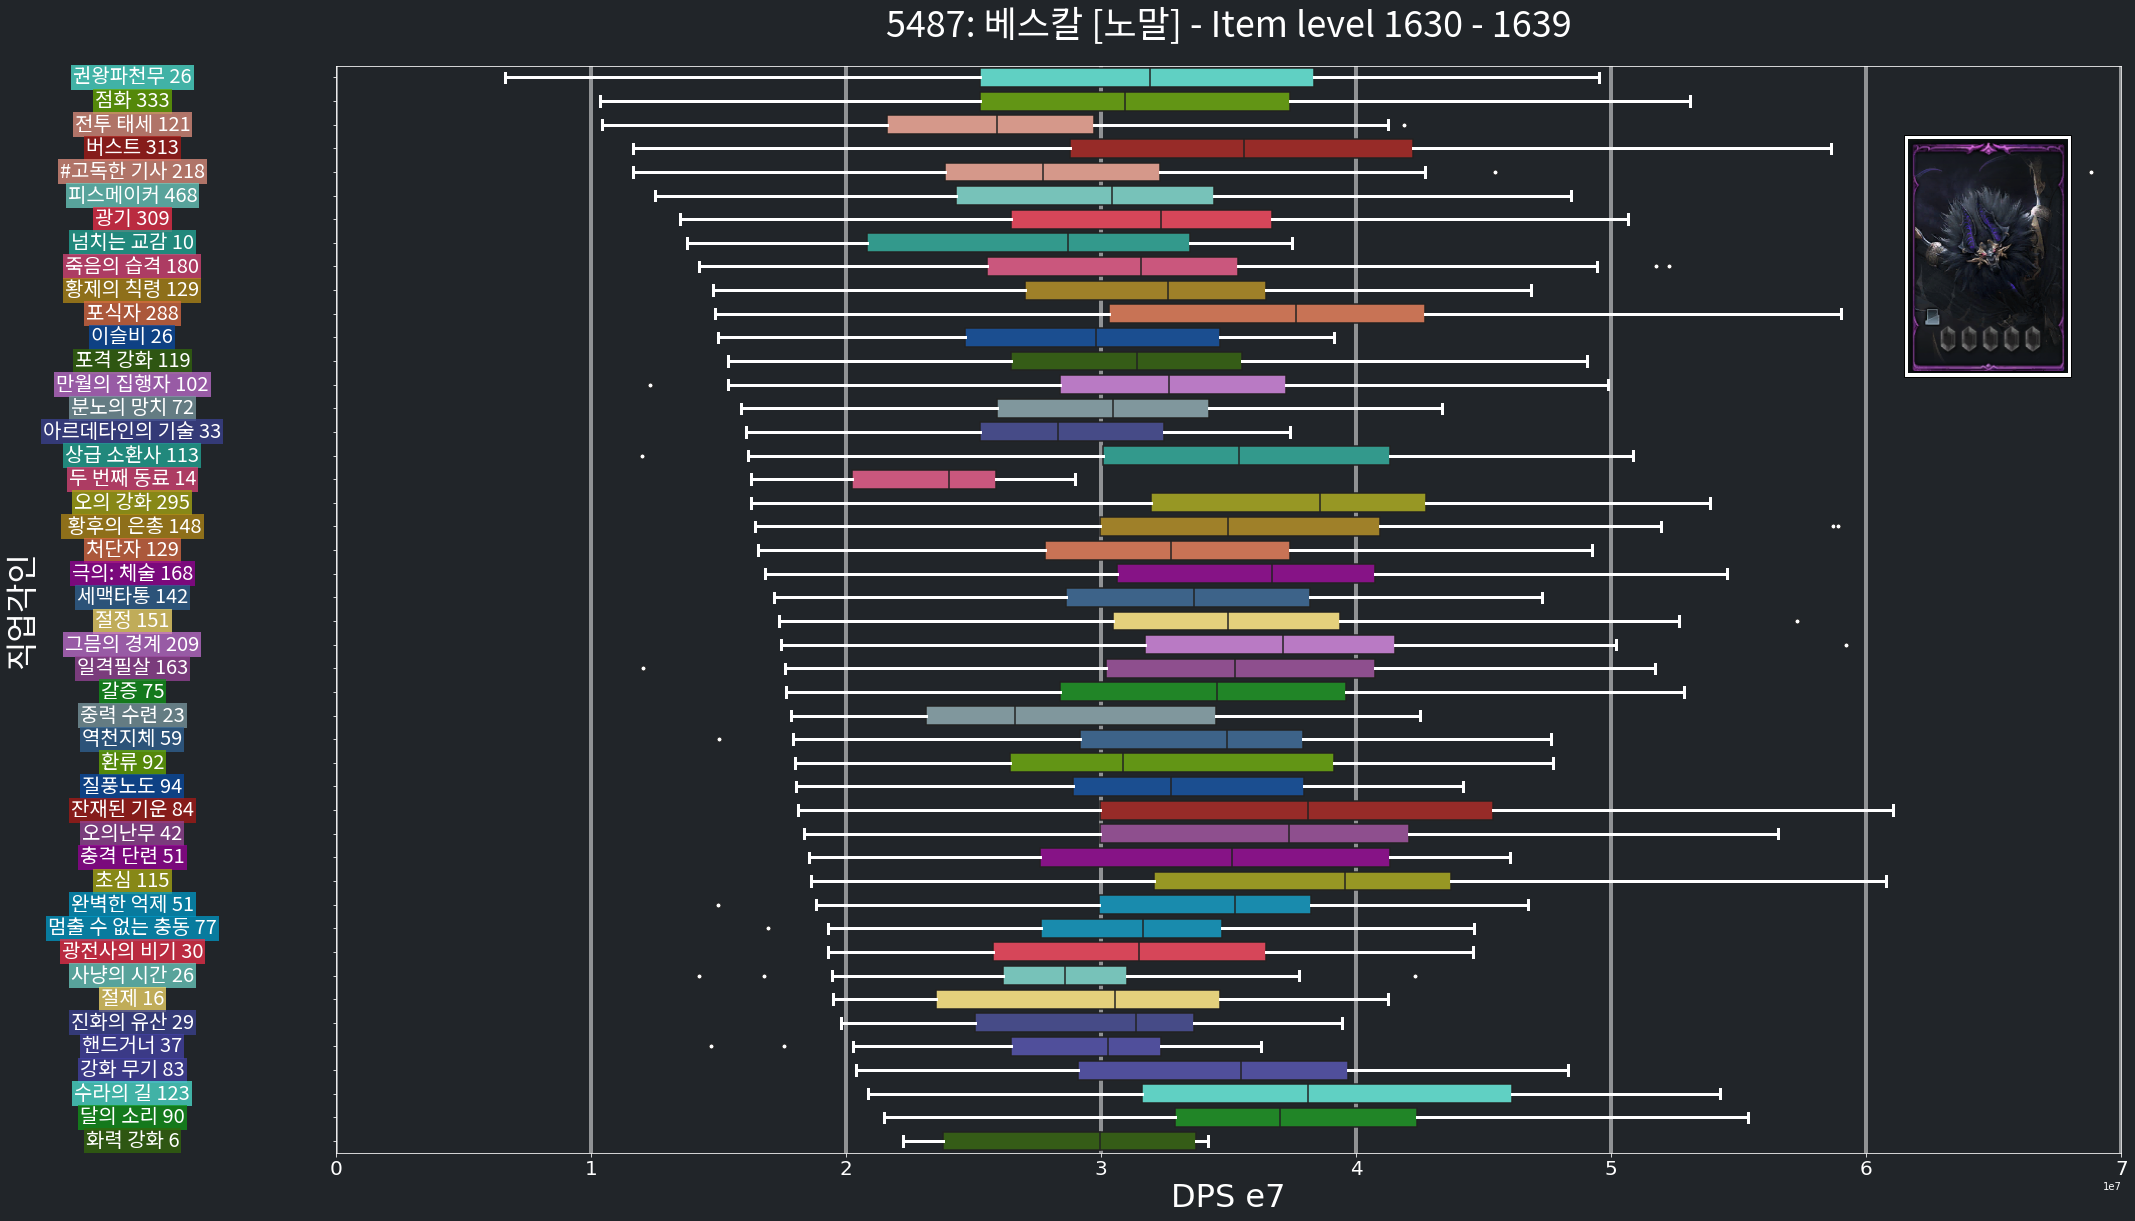 5487: 베스칼 [노말] - Item level 1630 - 1639
권왕파천무 26
점화 333
전투 태세 121
버스트 313
#고독한 기사 218
피스메이커 468
광기 309
넘치는 교감 10
죽음의 습격 180
황제의 칙령 129
포식자 288
이슬비 26
포격 강화 119
만월의 집행자 102
분노의 망치 72
아르데타인의 기술 33
상급 소환사 113
두 번째 동료 14
오의 강화 295
황후의 은총 148
처단자 129
극의: 체술 168
세맥타통 142
절정 151
그믐의 경계 209
일격필살 163
갈증 75
중력 수련 23
역천지체 59
환류 92
질풍노도 94
잔재된 기운 84
오의난무 42
충격 단련 51
초심 115
완벽한 억제 51
멈출 수 없는 충동 77
광전사의 비기 30
사냥의 시간 26
절제 16
진화의 유산 29
핸드거너 37
강화 무기 83
수라의 길 123
달의 소리 90
화력 강화 6
직업각인
0 1 2 3 4 5 6 7
1e7
DPS e7